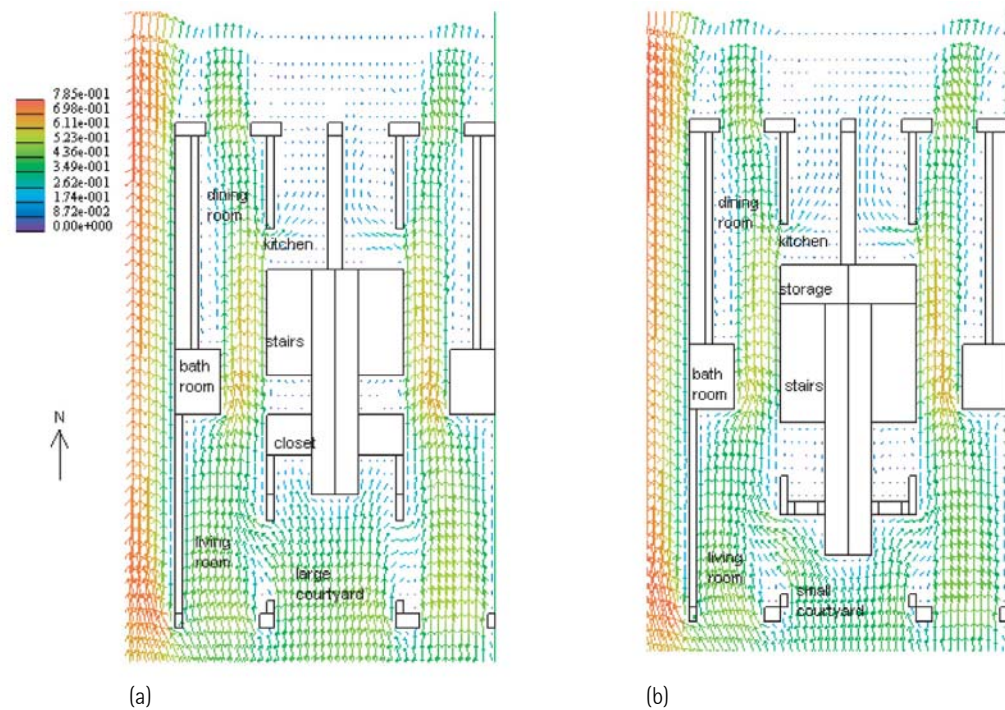 7.85e-001
6.98e-001
6.11e-001
5.23e-001
4.36e-001
3.49e-001
2.62e-001
1.74e-001
8.72e-002
0.00e+000
N
dining
room
kitchen
stairs
bath
room
closet
living
room
large
courtyard
(a)
dining
room
kitchen
storage
bath
room
stairs
living
room
small
courtyard
(b)